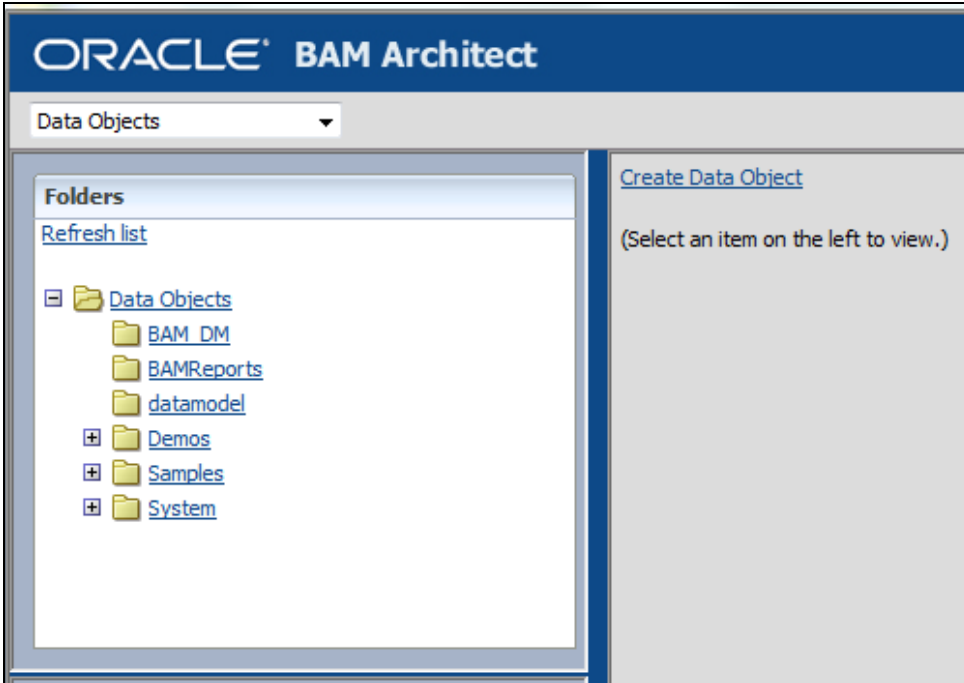 ORACLE® BAM Architect
Data Objects
Folders
Refresh list
Data Objects
BAM_DM
BAMReports
datamodel
Demos
Samples
System
Create Data Object
(Select an item on the left to view.)